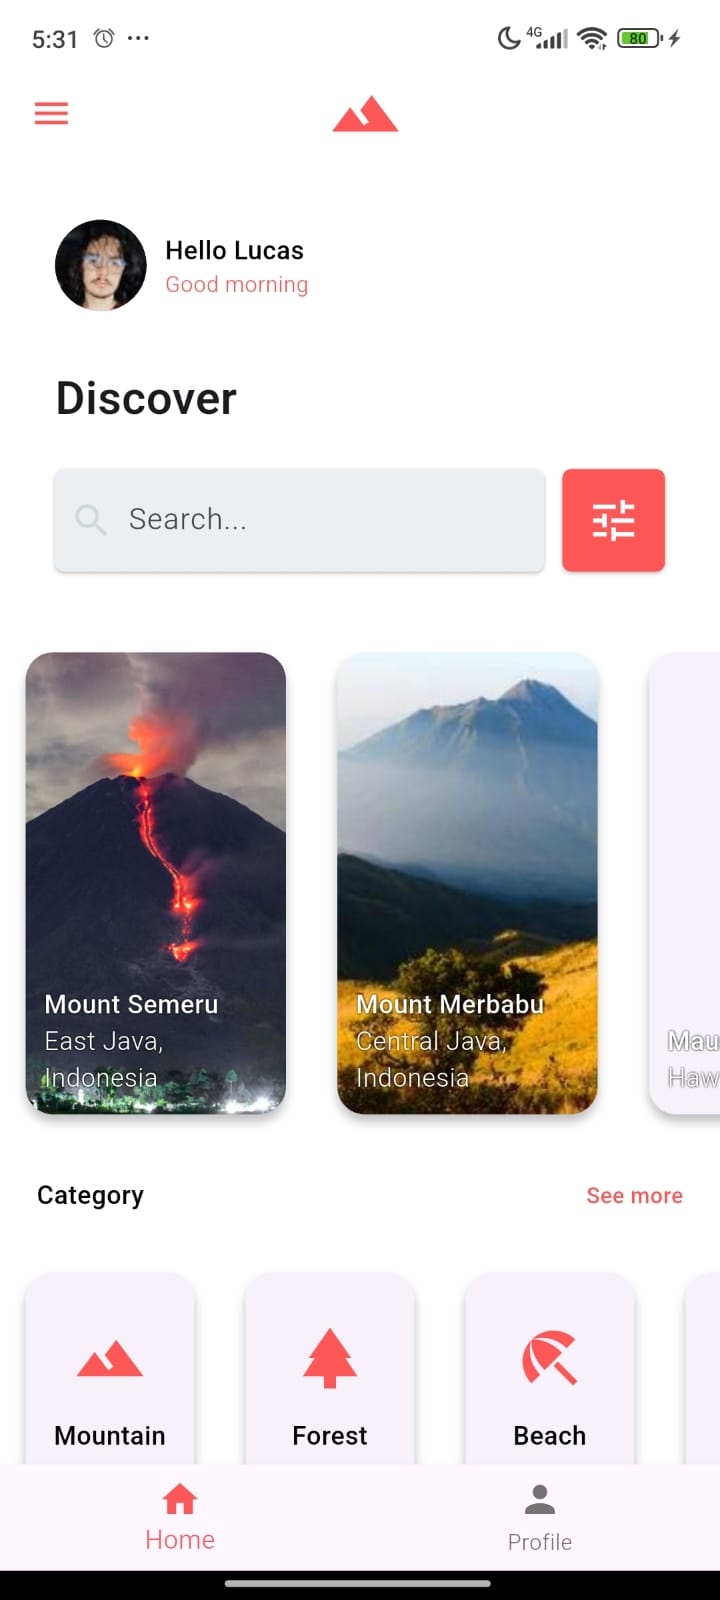 5:31
4G
80
Hello Lucas
Good morning
Discover
Search...
Mount Semeru
East Java,
Indonesia
Mount Merbabu
Central Java,
Indonesia
Mau
Haw
Category
See more
Mountain
Forest
Beach
Home
Profile